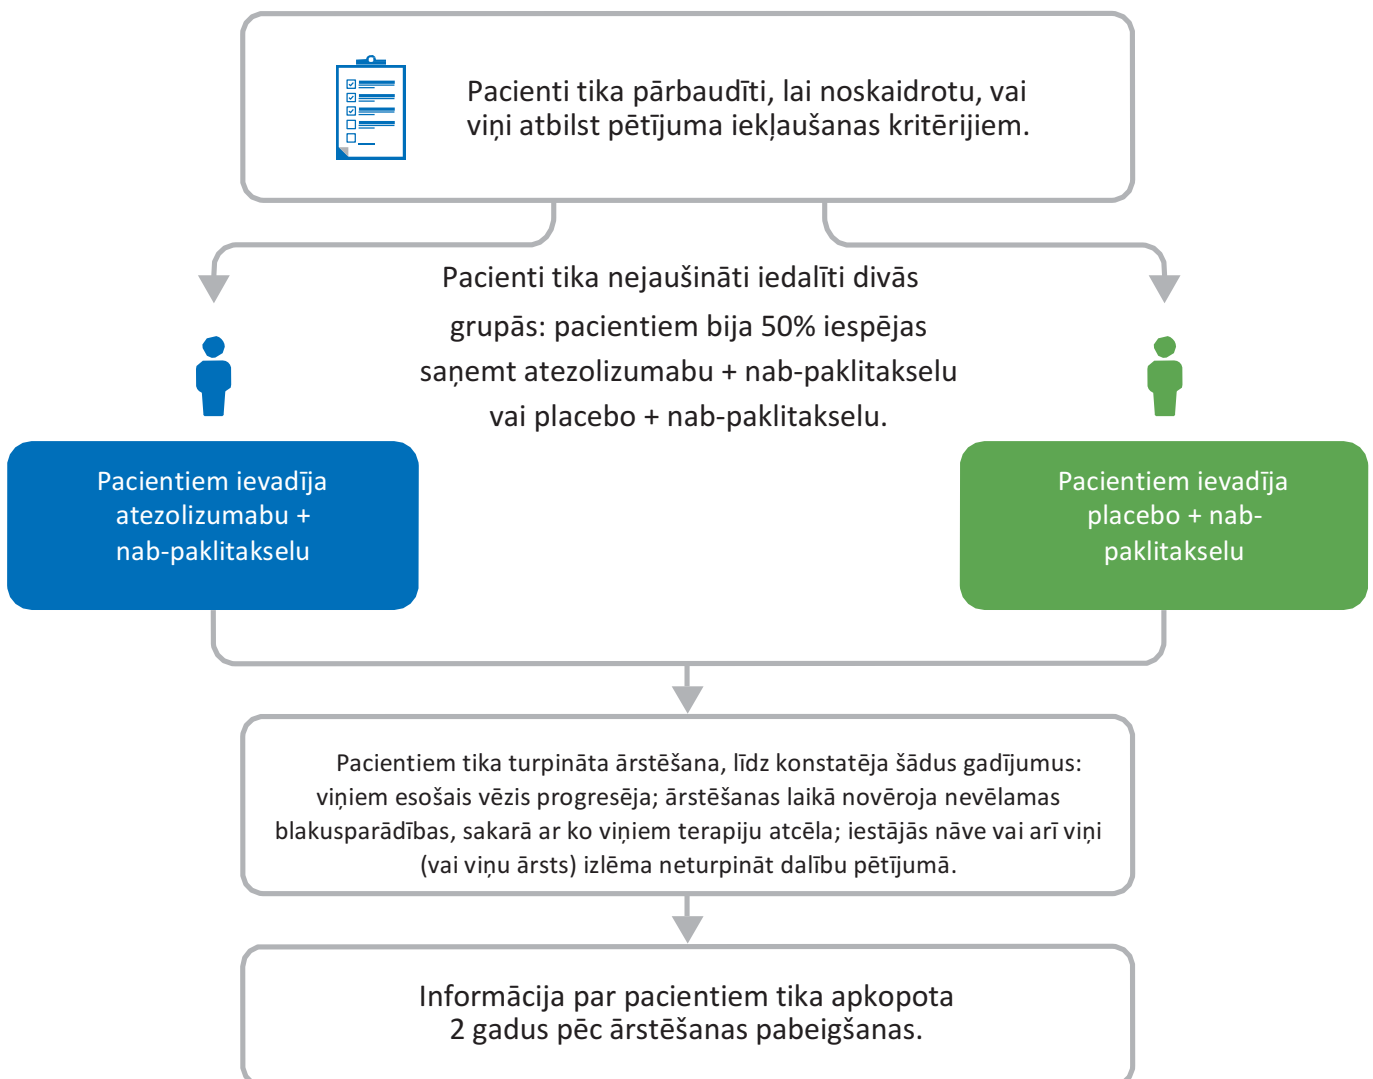 Pacienti tika pārbaudīti, lai noskaidrotu, vai
viņi atbilst pētījuma iekļaušanas kritērijiem.
Pacienti tika nejaušināti iedalīti divās
grupās: pacientiem bija 50% iespējas
saņemt atezolizumabu + nab-paklitakselu
vai placebo + nab-paklitakselu.
Pacientiem ievadīja
atezolizumabu +
nab-paklitakselu
Pacientiem ievadīja
placebo + nab-
paklitakselu
Pacientiem tika turpināta ārstēšana, līdz konstatēja šādus gadījumus:
viņiem esošais vēzis progresēja; ārstēšanas laikā novēroja nevēlamas
blakusparādības, sakarā ar ko viņiem terapiju atcēla; iestājās nāve vai arī viņi
(vai viņu ārsts) izlēma neturpināt dalību pētījumā.
Informācija par pacientiem tika apkopota
2 gadus pēc ārstēšanas pabeigšanas.